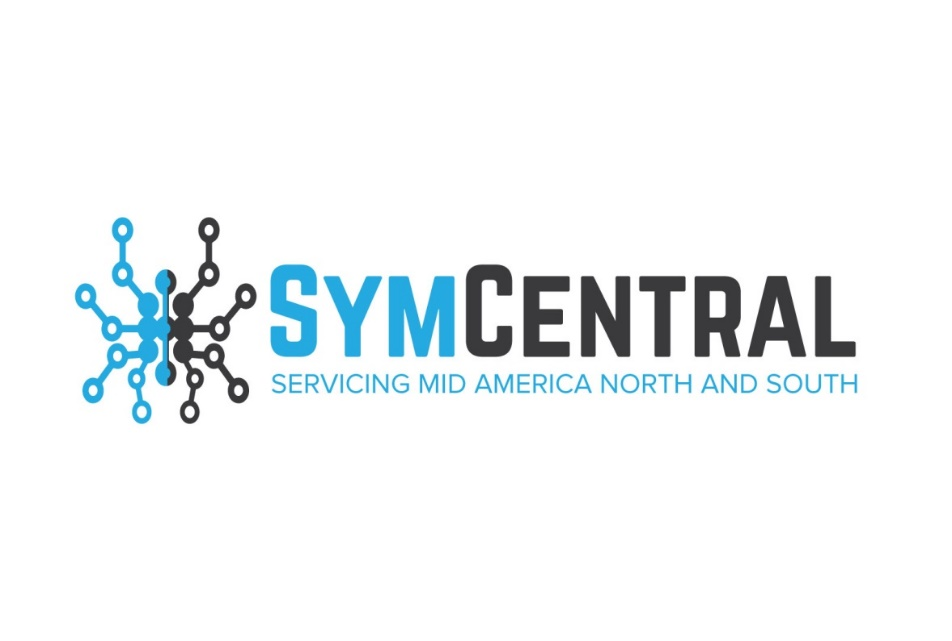 SYMCENTRAL
SERVICING MID AMERICA NORTH AND SOUTH